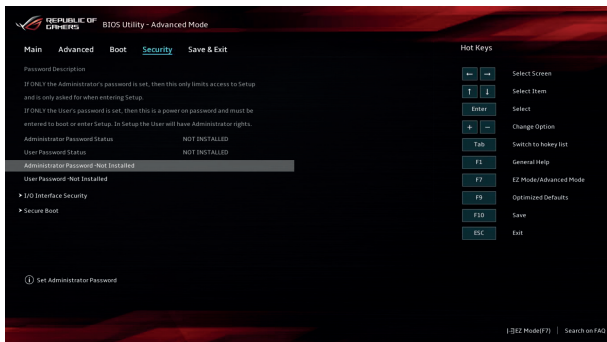 REPUBLIC OF
GAMERS
BIOS Utility - Advanced Mode
Main Advanced Boot Security Save & Exit
Password Description
If ONLY the Administrator's password is set, then this only limits access to Setup
and is only asked for when entering Setup.
If ONLY the User's password is set, then this is a power on password and must be
entered to boot or enter Setup. In Setup the User will have Administrator rights.
Administrator Password Status NOT INSTALLED
User Password Status NOT INSTALLED
Administrator Password -Not Installed
User Password -Not Installed
> I/O Interface Security
> Secure Boot
Set Administrator Password
Hot Keys
← → Select Screen
↑ ↓ Select Item
Enter Select
+ − Change Option
Tab Switch to hokey list
F1 General Help
F7 EZ Mode/Advanced Mode
F9 Optimized Defaults
F10 Save
ESC Exit
EZ Mode(F7) | Search on FAQ